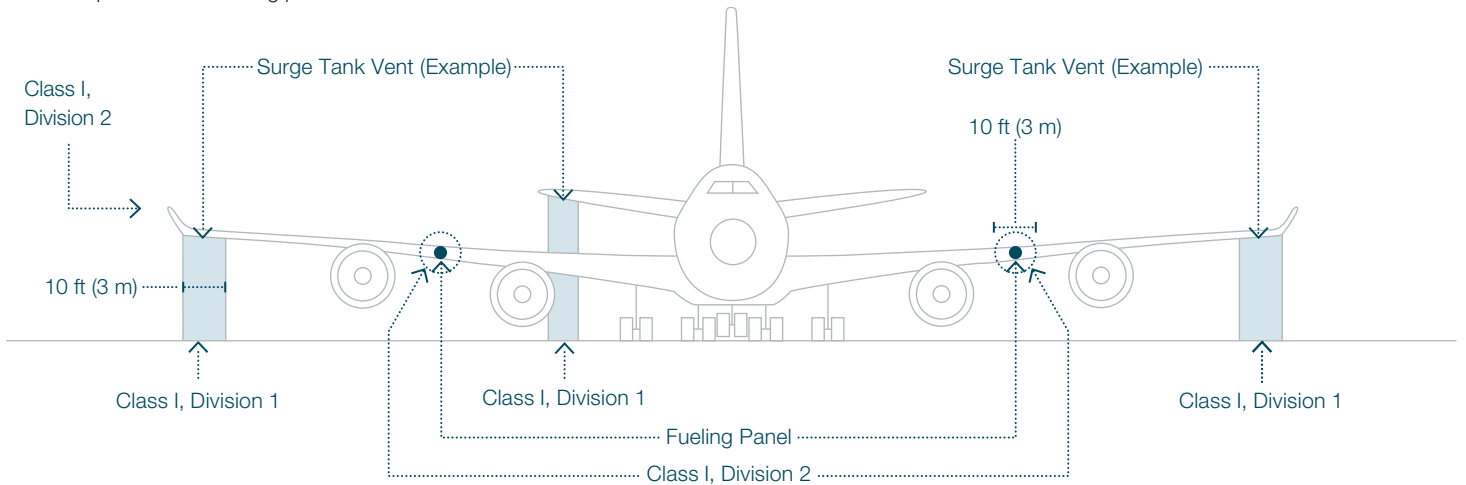 Surge Tank Vent (Example)
Surge Tank Vent (Example)
Class I,
Division 2
10 ft (3 m)
10 ft (3 m)
Class I, Division 1
Class I, Division 1
Class I, Division 1
Fueling Panel
Class I, Division 2